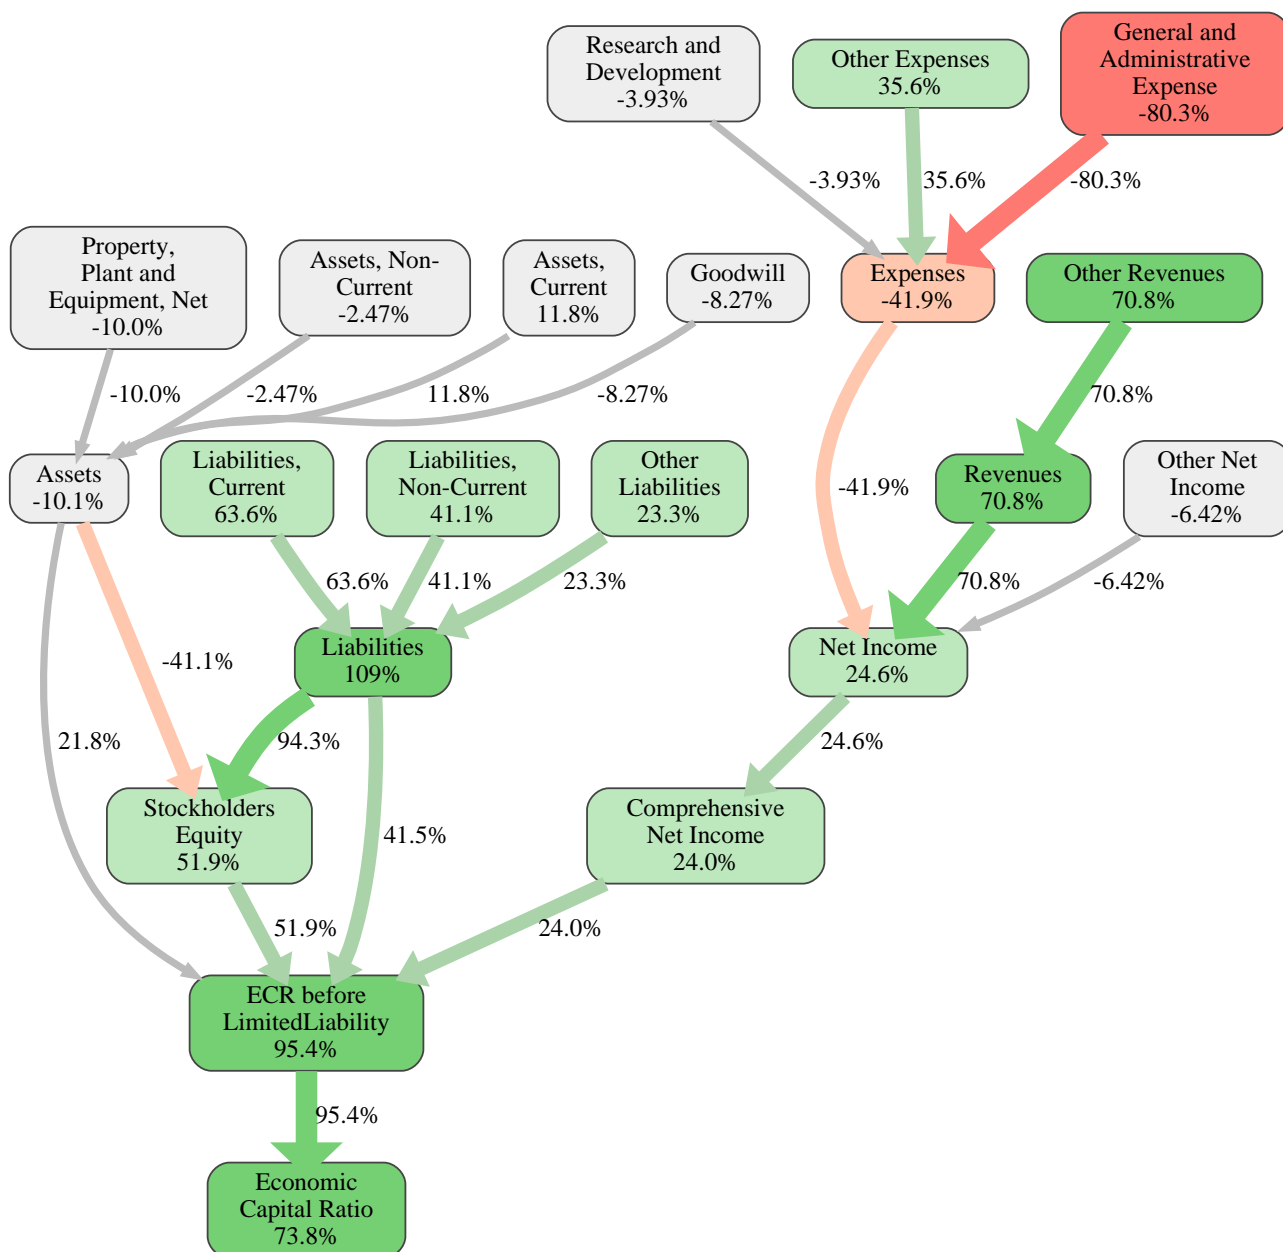 Research and
Development
-3.93%
Other Expenses
35.6%
General and
Administrative
Expense
-80.3%
-3.93%
35.6%
-80.3%
Property,
Plant and
Equipment, Net
-10.0%
Assets, Non-
Current
-2.47%
Assets,
Current
11.8%
Goodwill
-8.27%
Expenses
-41.9%
Other Revenues
70.8%
-10.0%
-2.47%
11.8%
-8.27%
70.8%
Assets
-10.1%
Liabilities,
Current
63.6%
Liabilities,
Non-Current
41.1%
Other
Liabilities
23.3%
-41.9%
Revenues
70.8%
Other Net
Income
-6.42%
63.6%
41.1%
23.3%
70.8%
-6.42%
-41.1%
Liabilities
109%
Net Income
24.6%
21.8%
94.3%
24.6%
Stockholders
Equity
51.9%
41.5%
Comprehensive
Net Income
24.0%
51.9%
24.0%
ECR before
LimitedLiability
95.4%
95.4%
Economic
Capital Ratio
73.8%